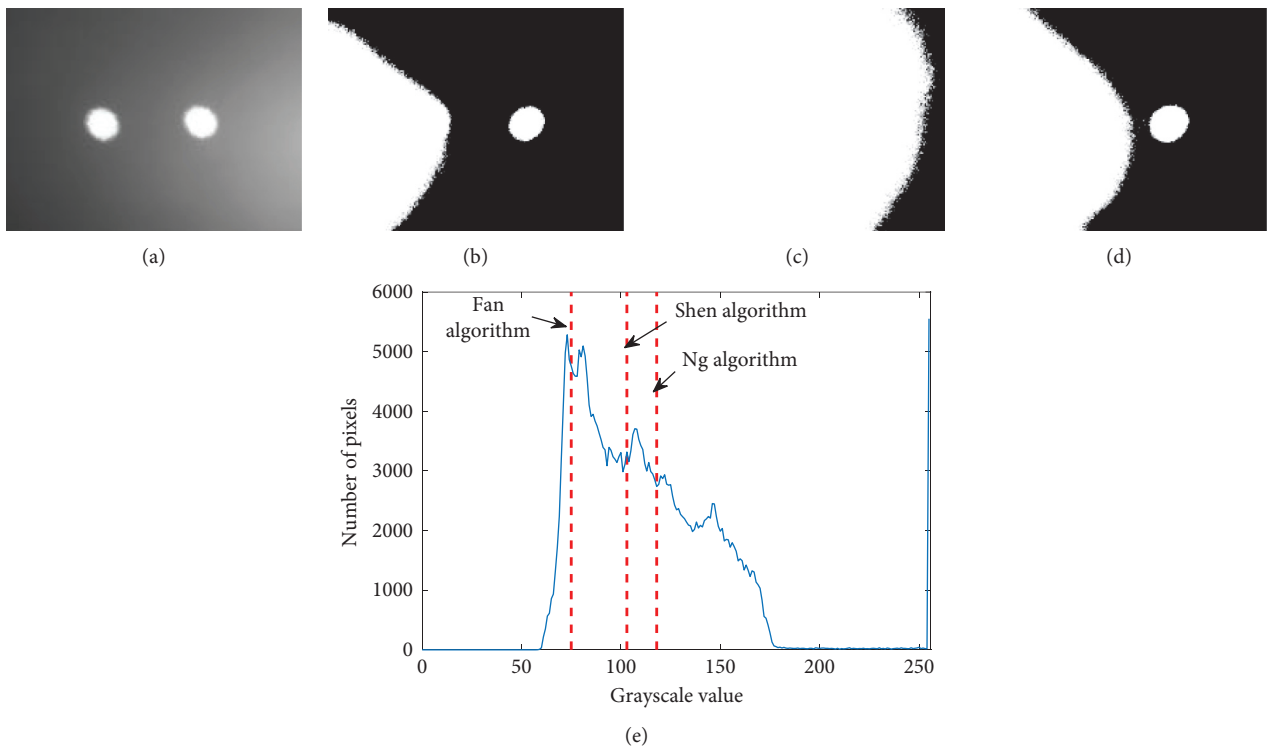 (a)
(b)
(c)
(d)
Fan
algorithm
Shen algorithm
Ng algorithm
6000
5000
4000
3000
2000
1000
0
Number of pixels
0 50 100 150 200 250
Grayscale value
(e)